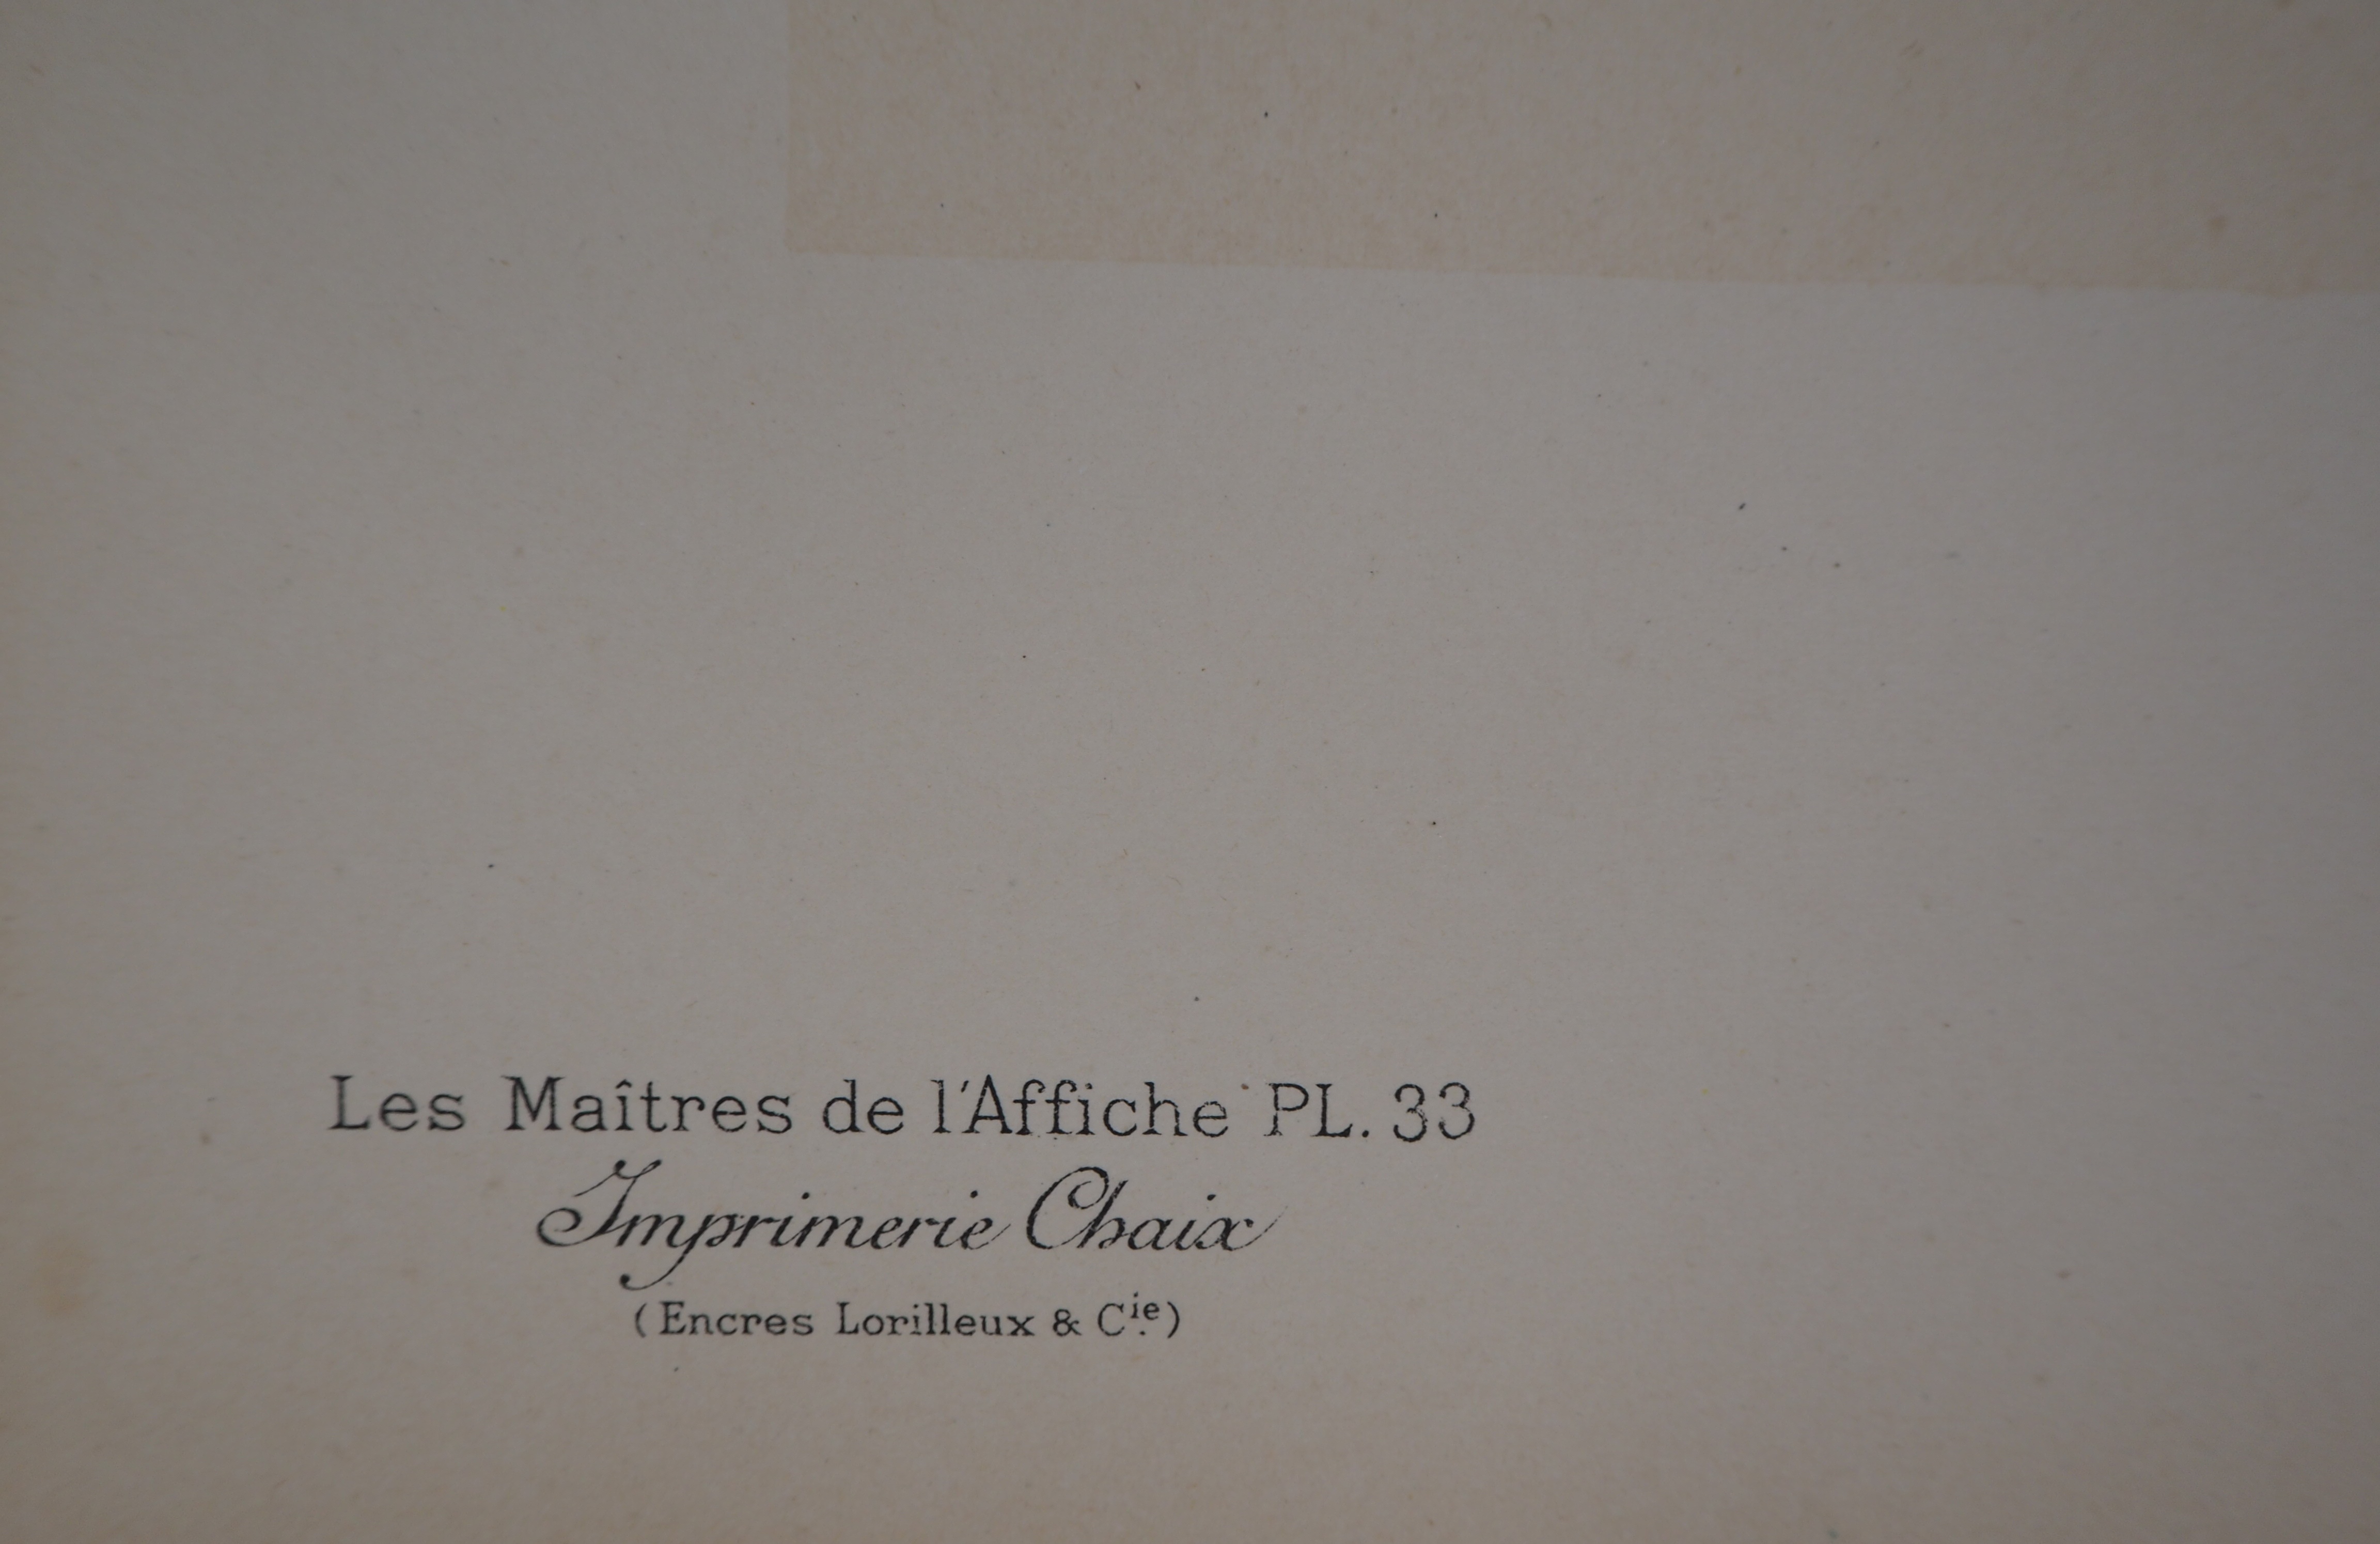 Les Maîtres de l'Affiche PL. 33
Imprimerie Chaix
(Encres Lorilleux & Cie)